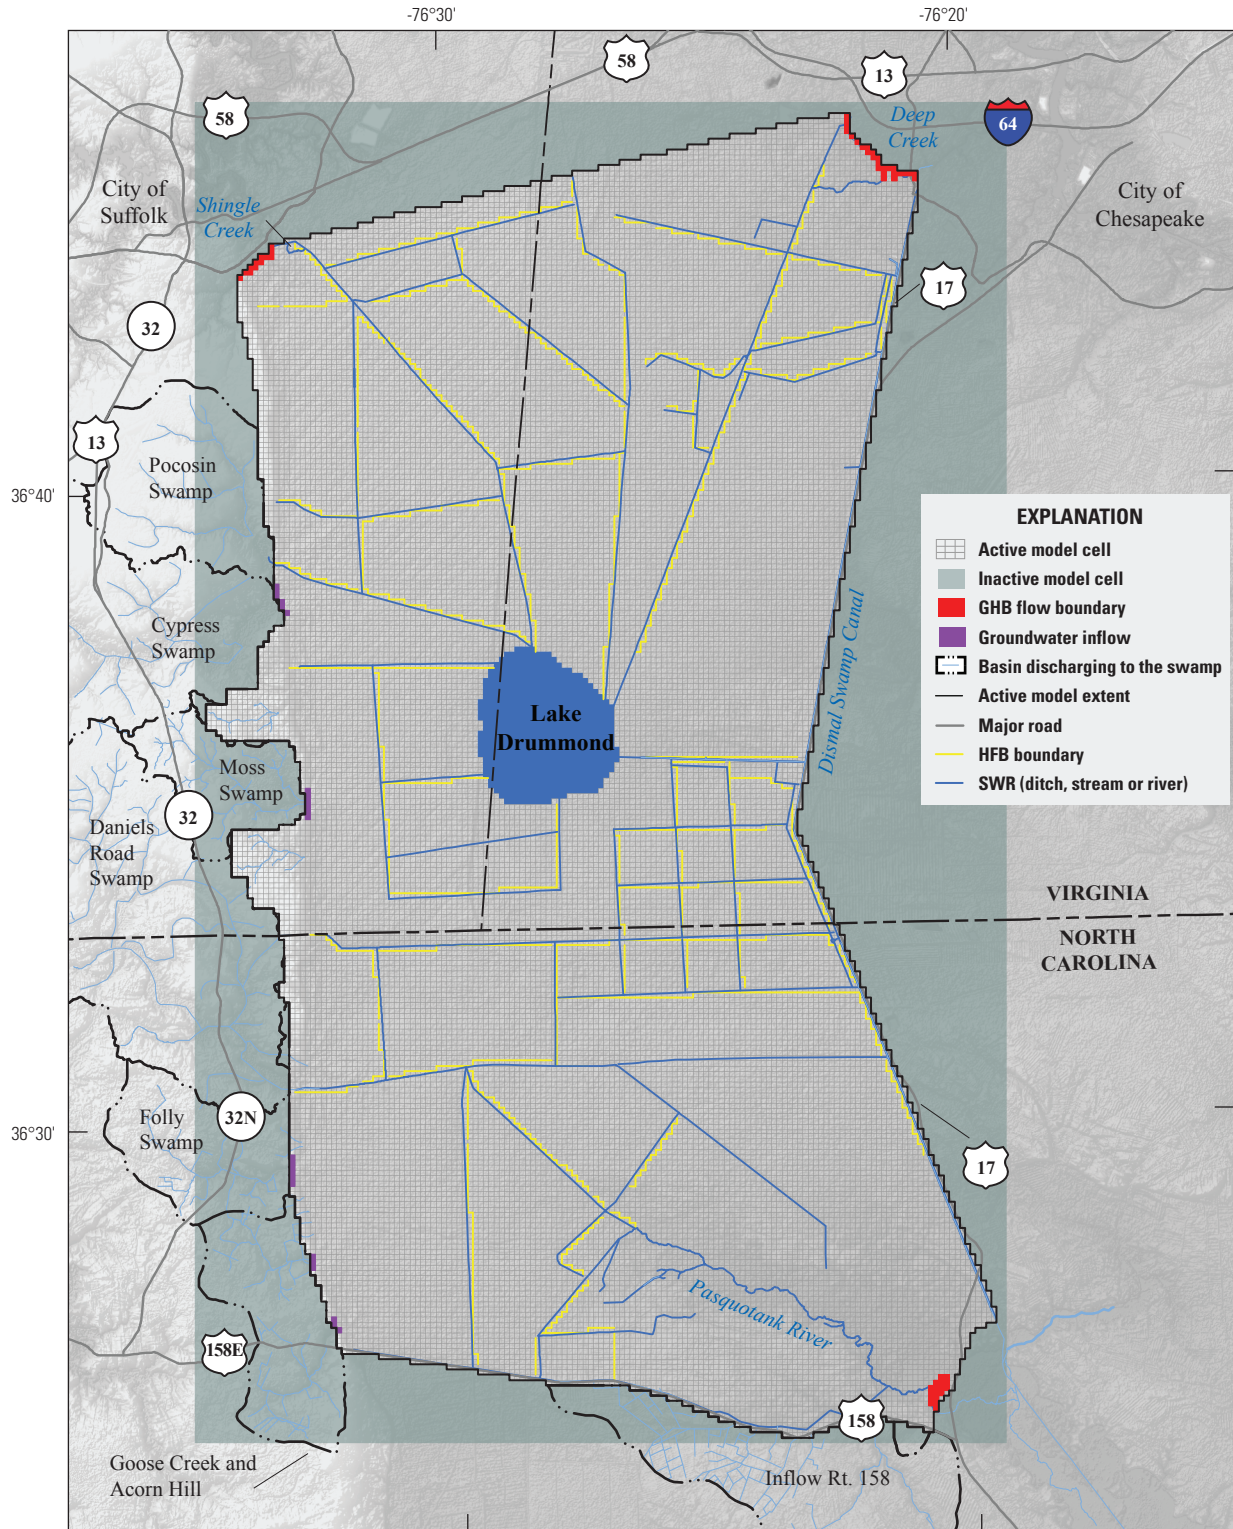 -76°30'
-76°20'
58
13
58
64
Deep
Creek
City of
Suffolk
Shingle
Creek
City of
Chesapeake
17
32
13
Pocosin
Swamp
36°40'
EXPLANATION
Active model cell
Inactive model cell
GHB flow boundary
Groundwater inflow
Basin discharging to the swamp
Active model extent
Major road
HFB boundary
SWR (ditch, stream or river)
Cypress
Swamp
Dismal Swamp Canal
Lake
Drummond
Moss
Swamp
32
Daniels
Road
Swamp
VIRGINIA
NORTH
CAROLINA
Folly
Swamp
32N
36°30'
17
Pasquotank River
158E
158
Goose Creek and
Acorn Hill
Inflow Rt. 158